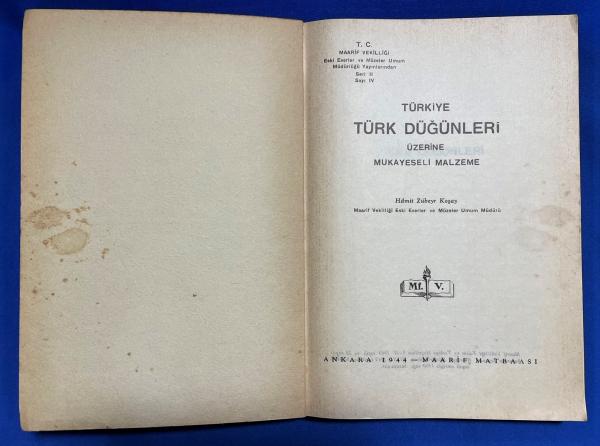 T. C.
MAARİF VEKİLLİĞİ
Eski Eserler ve Müzeler Umum
Müdürlüğü Yayınlarından
Seri: II
Sayı: IV
TÜRKİYE
TÜRK DÜĞÜNLERİ
ÜZERİNE
MUKAYESELİ MALZEME
Hâmit Zübeyr Koşay
Maarif Vekilliği Eski Eserler ve Müzeler Umum Müdürü
Mf. V.
ANKARA 1944 — MAARİF MATBAASI